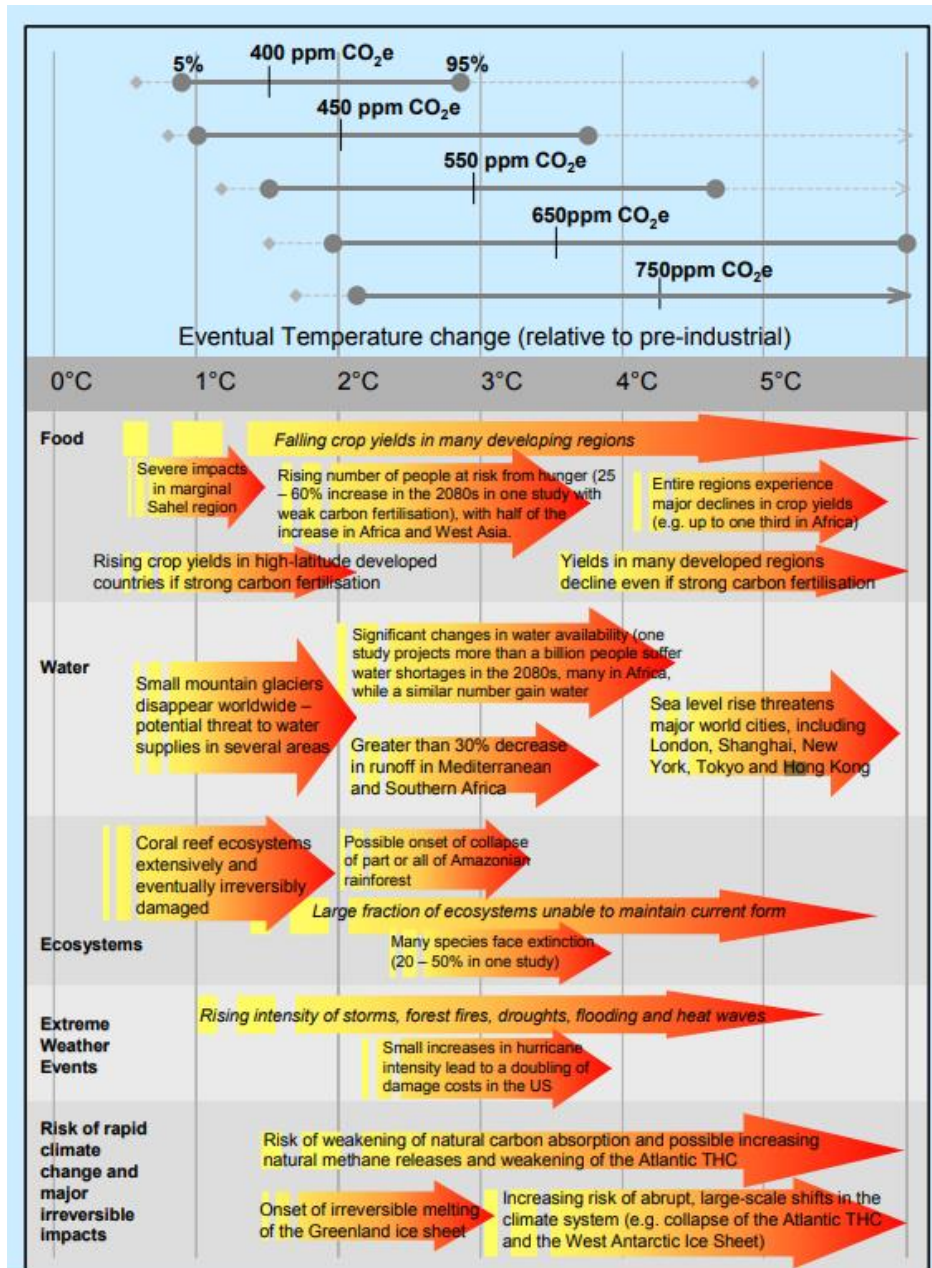 5%
400 ppm CO₂e
95%
450 ppm CO₂e
550 ppm CO₂e
650ppm CO₂e
750ppm CO₂e
Eventual Temperature change (relative to pre-industrial)
0°C 1°C 2°C 3°C 4°C 5°C
Food
Falling crop yields in many developing regions
Severe impacts
in marginal
Sahel region
Rising number of people at risk from hunger (25
– 60% increase in the 2080s in one study with
weak carbon fertilisation), with half of the
increase in Africa and West Asia.
Entire regions experience
major declines in crop yields
(e.g. up to one third in Africa)
Rising crop yields in high-latitude developed
countries if strong carbon fertilisation
Yields in many developed regions
decline even if strong carbon fertilisation
Water
Small mountain glaciers
disappear worldwide –
potential threat to water
supplies in several areas
Significant changes in water availability (one
study projects more than a billion people suffer
water shortages in the 2080s, many in Africa,
while a similar number gain water
Greater than 30% decrease
in runoff in Mediterranean
and Southern Africa
Sea level rise threatens
major world cities, including
London, Shanghai, New
York, Tokyo and Hong Kong
Ecosystems
Coral reef ecosystems
extensively and
eventually irreversibly
damaged
Possible onset of collapse
of part or all of Amazonian
rainforest
Large fraction of ecosystems unable to maintain current form
Many species face extinction
(20 – 50% in one study)
Extreme
Weather
Events
Rising intensity of storms, forest fires, droughts, flooding and heat waves
Small increases in hurricane
intensity lead to a doubling of
damage costs in the US
Risk of rapid
climate
change and
major
irreversible
impacts
Risk of weakening of natural carbon absorption and possible increasing
natural methane releases and weakening of the Atlantic THC
Onset of irreversible melting
of the Greenland ice sheet
Increasing risk of abrupt, large-scale shifts in the
climate system (e.g. collapse of the Atlantic THC
and the West Antarctic Ice Sheet)